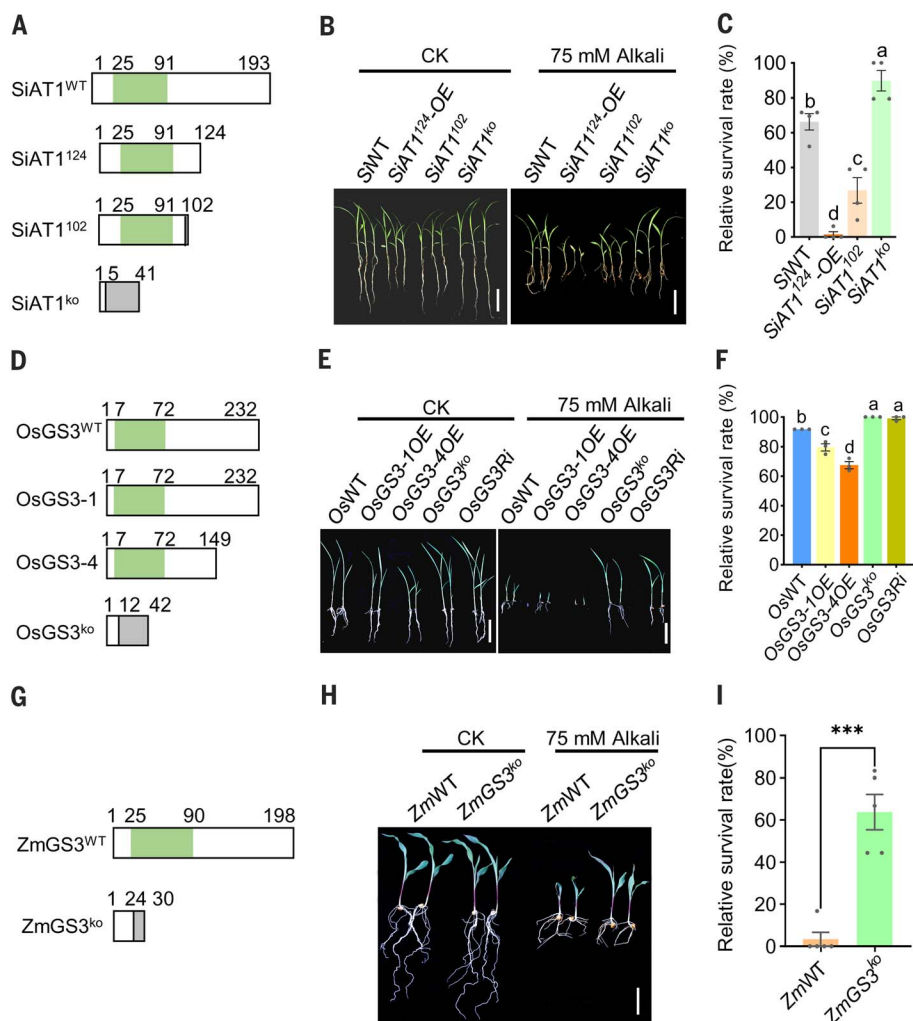 A
1 25 91 193
SiAT1WT
1 25 91 124
SiAT1124
1 25 91 102
SiAT1102
1 5 41
SiAT1ko
B
CK
75 mM Alkali
SiWT
SiAT1124-OE
SiAT1102
SiAT1ko
SiWT
SiAT1124-OE
SiAT1102
SiAT1ko
C
Relative survival rate (%)
100
80
60
40
20
0
b
d
c
a
SiWT
SiAT1124-OE
SiAT1102
SiAT1ko
D
1 7 72 232
OsGS3WT
1 7 72 232
OsGS3-1
1 7 72 149
OsGS3-4
1 12 42
OsGS3ko
E
CK
75 mM Alkali
OsWT
OsGS3-1OE
OsGS3-4OE
OsGS3ko
OsGS3Ri
OsWT
OsGS3-1OE
OsGS3-4OE
OsGS3ko
OsGS3Ri
F
Relative survival rate (%)
100
80
60
40
20
0
b
c
d
a
a
OsWT
OsGS3-1OE
OsGS3-4OE
OsGS3ko
OsGS3Ri
G
1 25 90 198
ZmGS3WT
1 24 30
ZmGS3ko
H
CK
75 mM Alkali
ZmWT
ZmGS3ko
ZmWT
ZmGS3ko
I
Relative survival rate(%)
100
80
60
40
20
0
***
ZmWT
ZmGS3ko